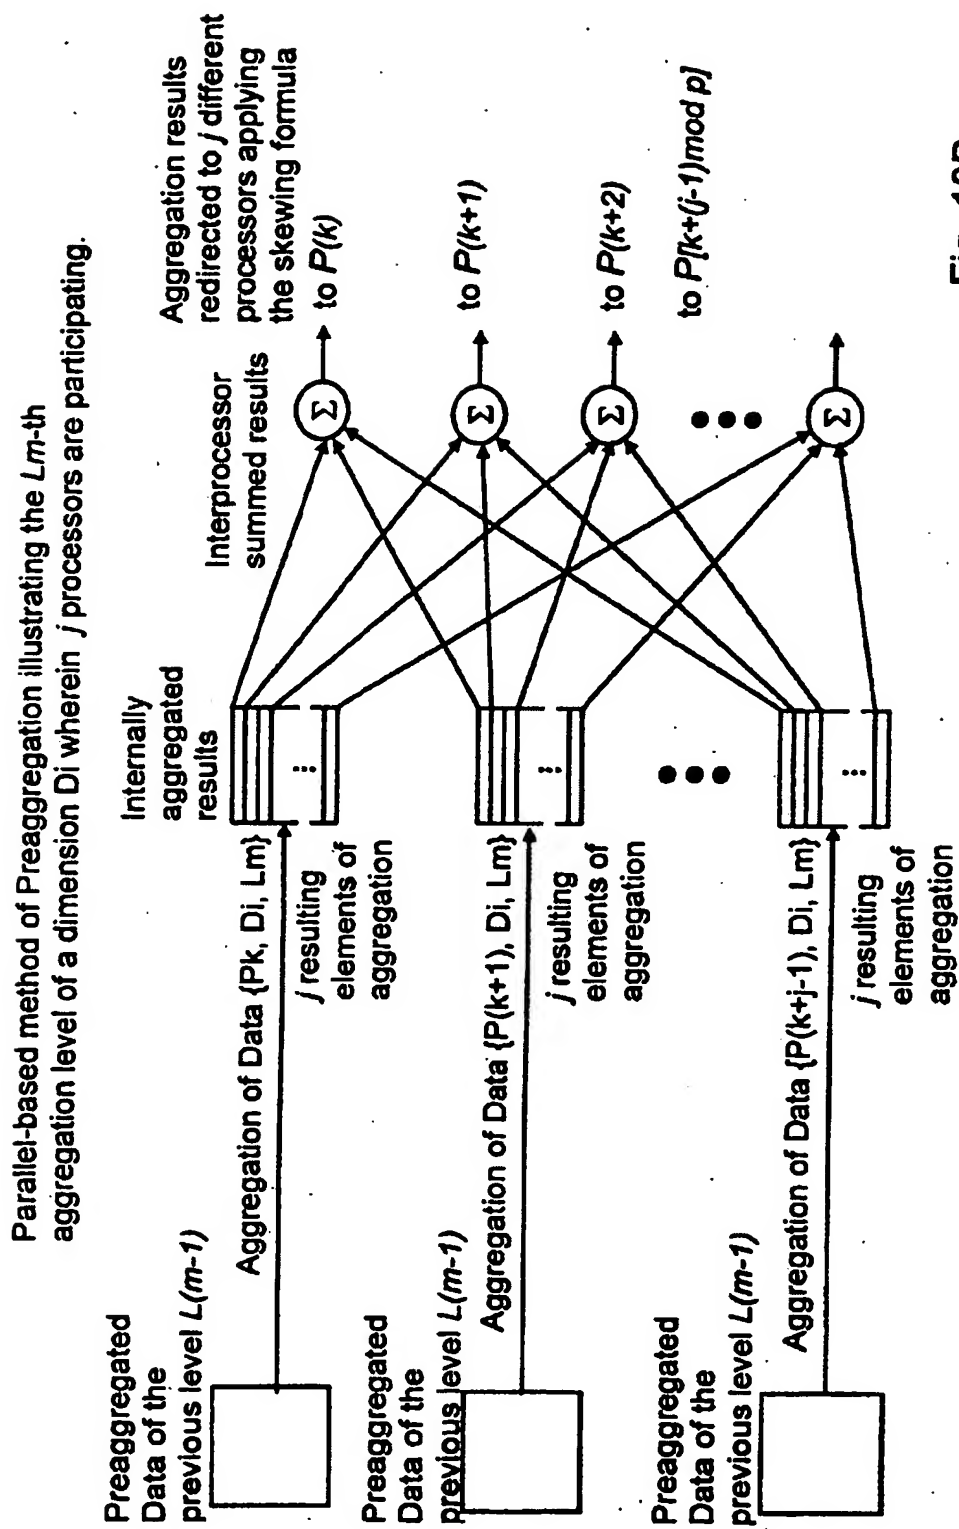 Parallel-based method of Preaggregation illustrating the Lm-th
aggregation level of a dimension Di wherein j processors are participating.
Preaggregated
Data of the
previous level L(m-1)
Aggregation of Data {Pk, Di, Lm}
Internally
aggregated
results
j resulting
elements of
aggregation
Interprocessor
summed results
Aggregation results
redirected to j different
processors applying
the skewing formula
Σ
to P(k)
Preaggregated
Data of the
previous level L(m-1)
Aggregation of Data {P(k+1), Di, Lm}
j resulting
elements of
aggregation
Σ
to P(k+1)
Σ
to P(k+2)
Preaggregated
Data of the
previous level L(m-1)
Aggregation of Data {P(k+j-1), Di, Lm}
j resulting
elements of
aggregation
Σ
to P[k+(j-1)mod p]